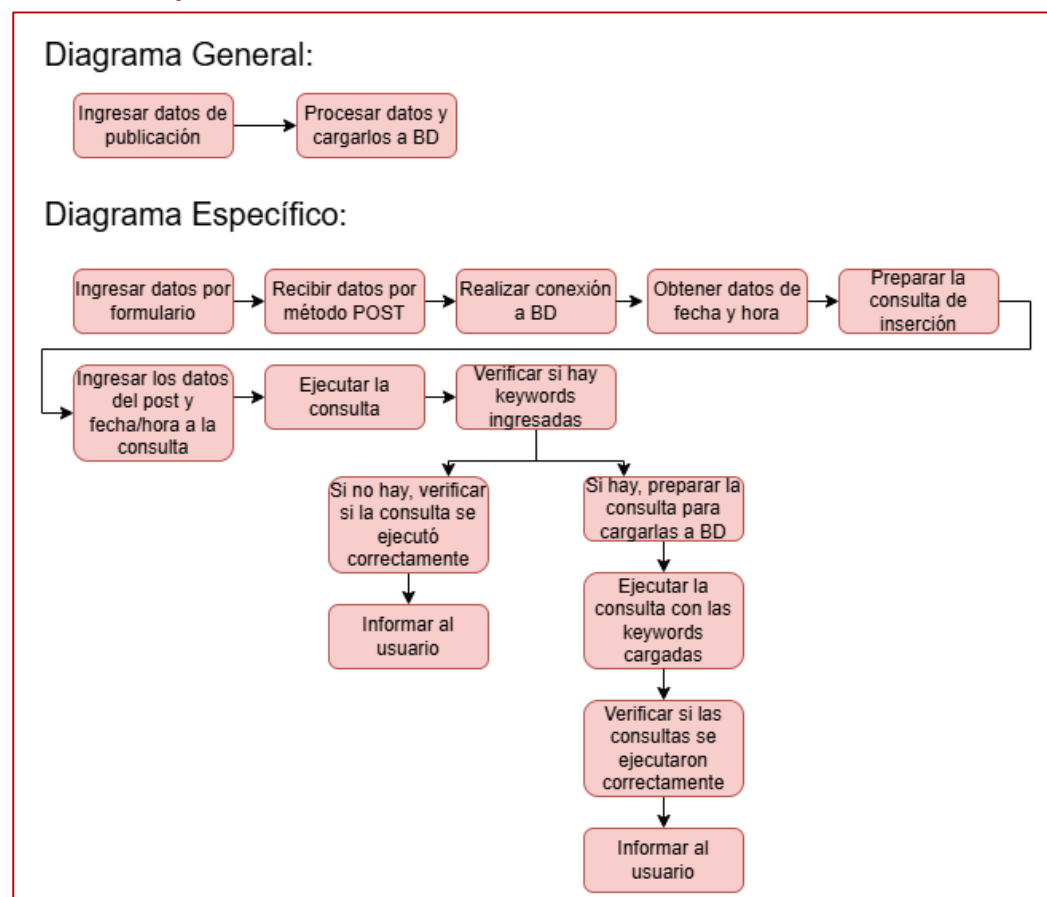 Diagrama General:
Ingresar datos de
publicación
Procesar datos y
cargarlos a BD
Diagrama Específico:
Ingresar datos por
formulario
Recibir datos por
método POST
Realizar conexión
a BD
Obtener datos de
fecha y hora
Preparar la
consulta de
inserción
Ingresar los datos
del post y
fecha/hora a la
consulta
Ejecutar la
consulta
Verificar si hay
keywords
ingresadas
Si no hay, verificar
si la consulta se
ejecutó
correctamente
Informar al
usuario
Si hay, preparar la
consulta para
cargarlas a BD
Ejecutar la
consulta con las
keywords
cargadas
Verificar si las
consultas se
ejecutaron
correctamente
Informar al
usuario